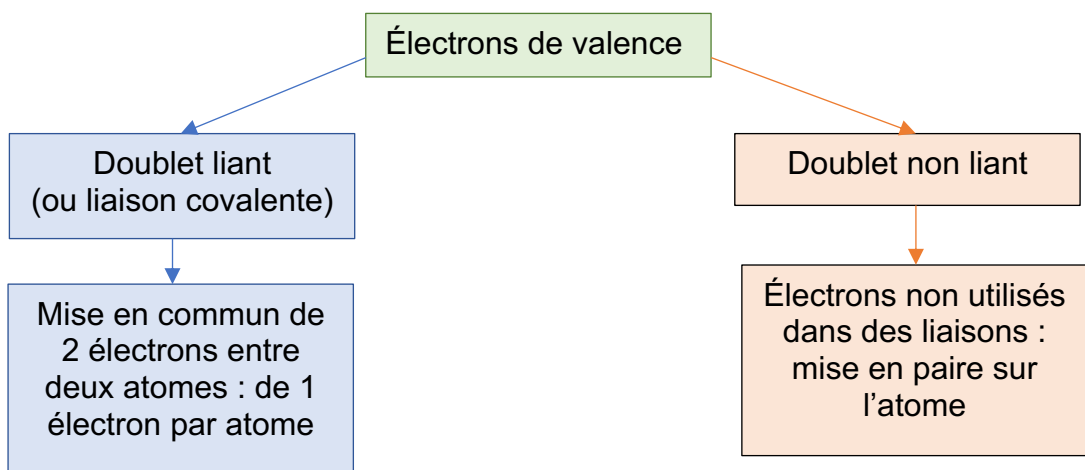 Électrons de valence
Doublet liant
(ou liaison covalente)
Doublet non liant
Mise en commun de
2 électrons entre
deux atomes : de 1
électron par atome
Électrons non utilisés
dans des liaisons :
mise en paire sur
l’atome